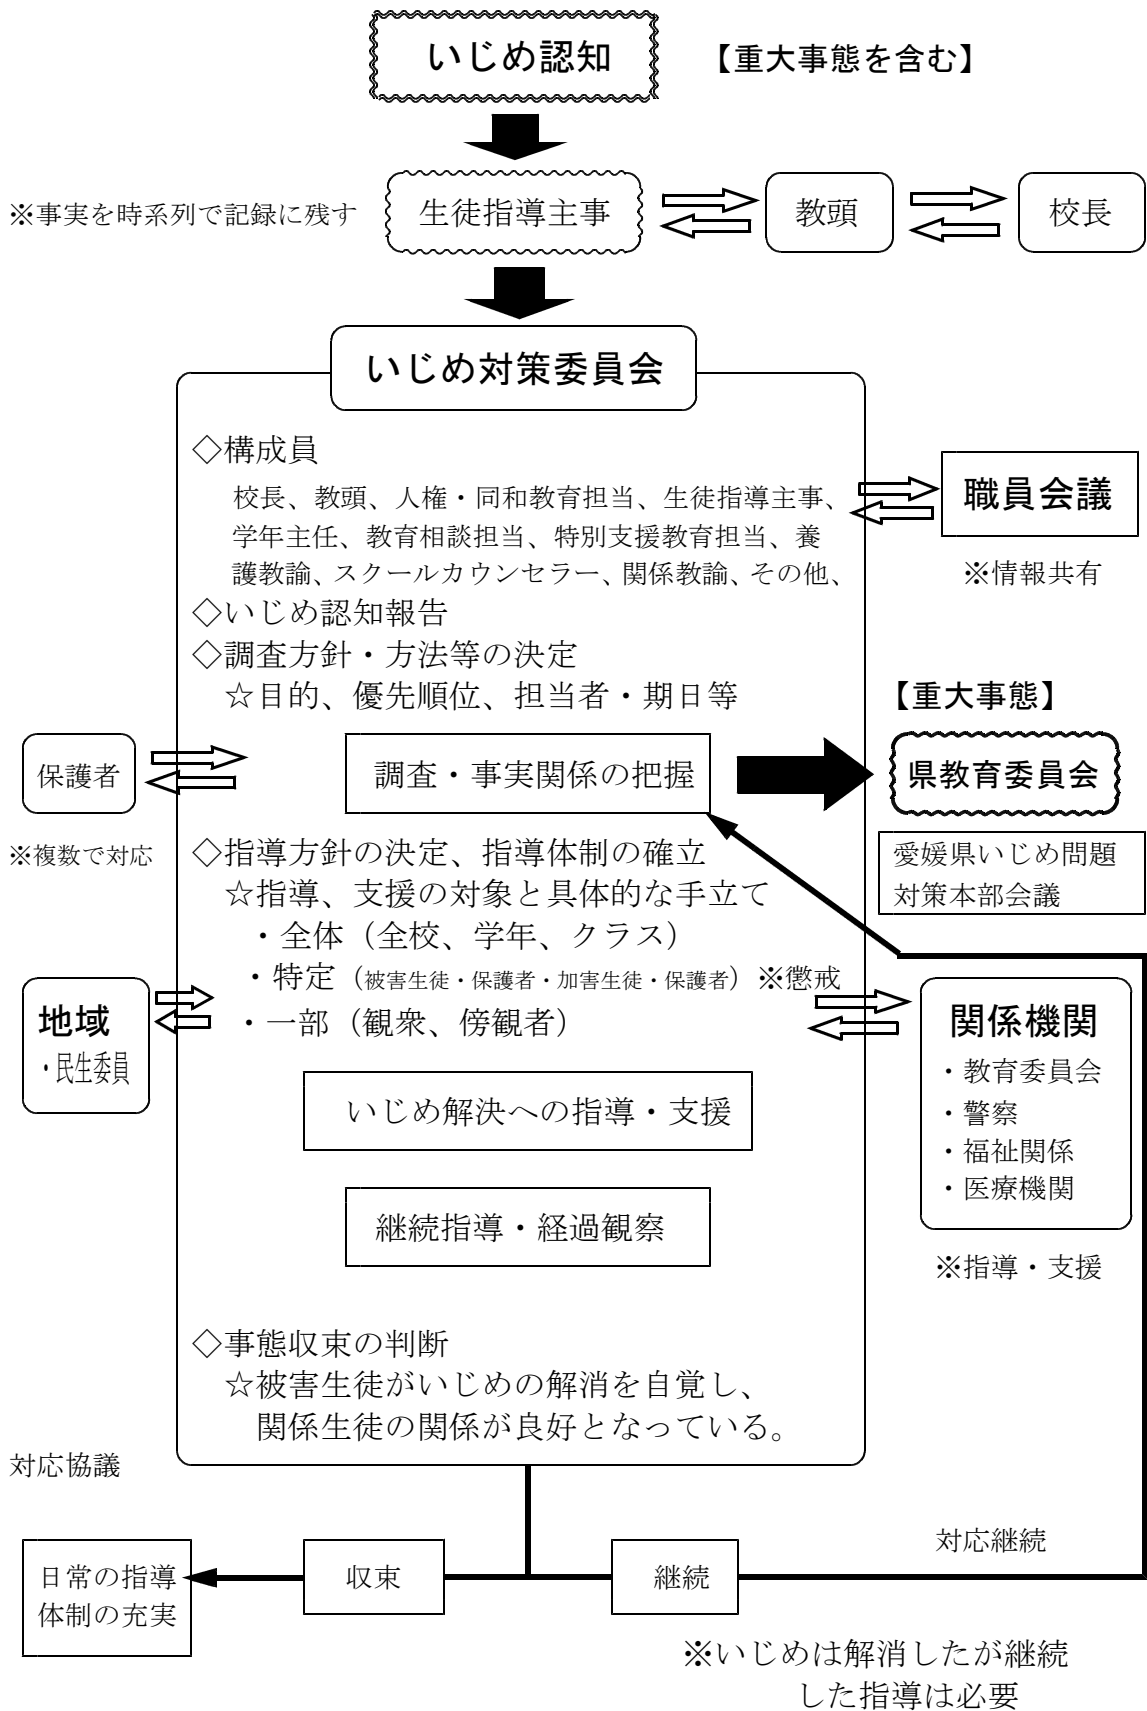 いじめ認知
【重大事態を含む】
※事実を時系列で記録に残す
生徒指導主事
教頭
校長
いじめ対策委員会
◇構成員
校長、教頭、人権・同和教育担当、生徒指導主事、
学年主任、教育相談担当、特別支援教育担当、養
護教諭、スクールカウンセラー、関係教諭、その他、
職員会議
※情報共有
◇いじめ認知報告
◇調査方針・方法等の決定
☆目的、優先順位、担当者・期日等
【重大事態】
保護者
調査・事実関係の把握
県教育委員会
※複数で対応
愛媛県いじめ問題
対策本部会議
◇指導方針の決定、指導体制の確立
☆指導、支援の対象と具体的な手立て
・全体（全校、学年、クラス）
・特定（被害生徒・保護者・加害生徒・保護者）※懲戒
・一部（観衆、傍観者）
地域
・民生委員
関係機関
・教育委員会
・警察
・福祉関係
・医療機関
※指導・支援
いじめ解決への指導・支援
継続指導・経過観察
◇事態収束の判断
☆被害生徒がいじめの解消を自覚し、
関係生徒の関係が良好となっている。
対応協議
対応継続
日常の指導
体制の充実
収束
継続
※いじめは解消したが継続
した指導は必要